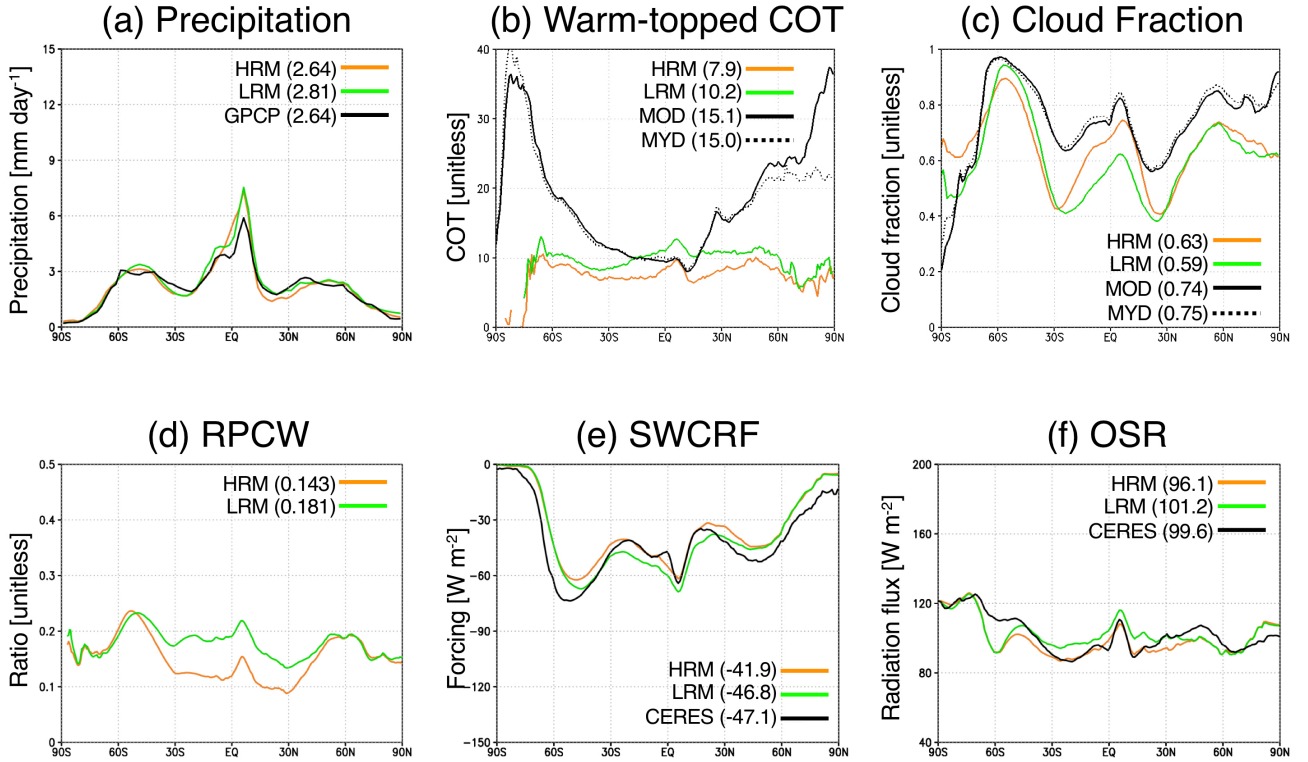 (a) Precipitation
Precipitation [mm day-1]
15
12
9
6
3
0
HRM (2.64)
LRM (2.81)
GPCP (2.64)
90S 60S 30S EQ 30N 60N 90N
(b) Warm-topped COT
COT [unitless]
40
30
20
10
0
HRM (7.9)
LRM (10.2)
MOD (15.1)
MYD (15.0)
90S 60S 30S EQ 30N 60N 90N
(c) Cloud Fraction
Cloud fraction [unitless]
1
0.8
0.6
0.4
0.2
0
HRM (0.63)
LRM (0.59)
MOD (0.74)
MYD (0.75)
90S 60S 30S EQ 30N 60N 90N
(d) RPCW
Ratio [unitless]
0.5
0.4
0.3
0.2
0.1
0
HRM (0.143)
LRM (0.181)
90S 60S 30S EQ 30N 60N 90N
(e) SWCRF
Forcing [W m-2]
0
-30
-60
-90
-120
-150
HRM (-41.9)
LRM (-46.8)
CERES (-47.1)
90S 60S 30S EQ 30N 60N 90N
(f) OSR
Radiation flux [W m-2]
200
160
120
80
40
HRM (96.1)
LRM (101.2)
CERES (99.6)
90S 60S 30S EQ 30N 60N 90N